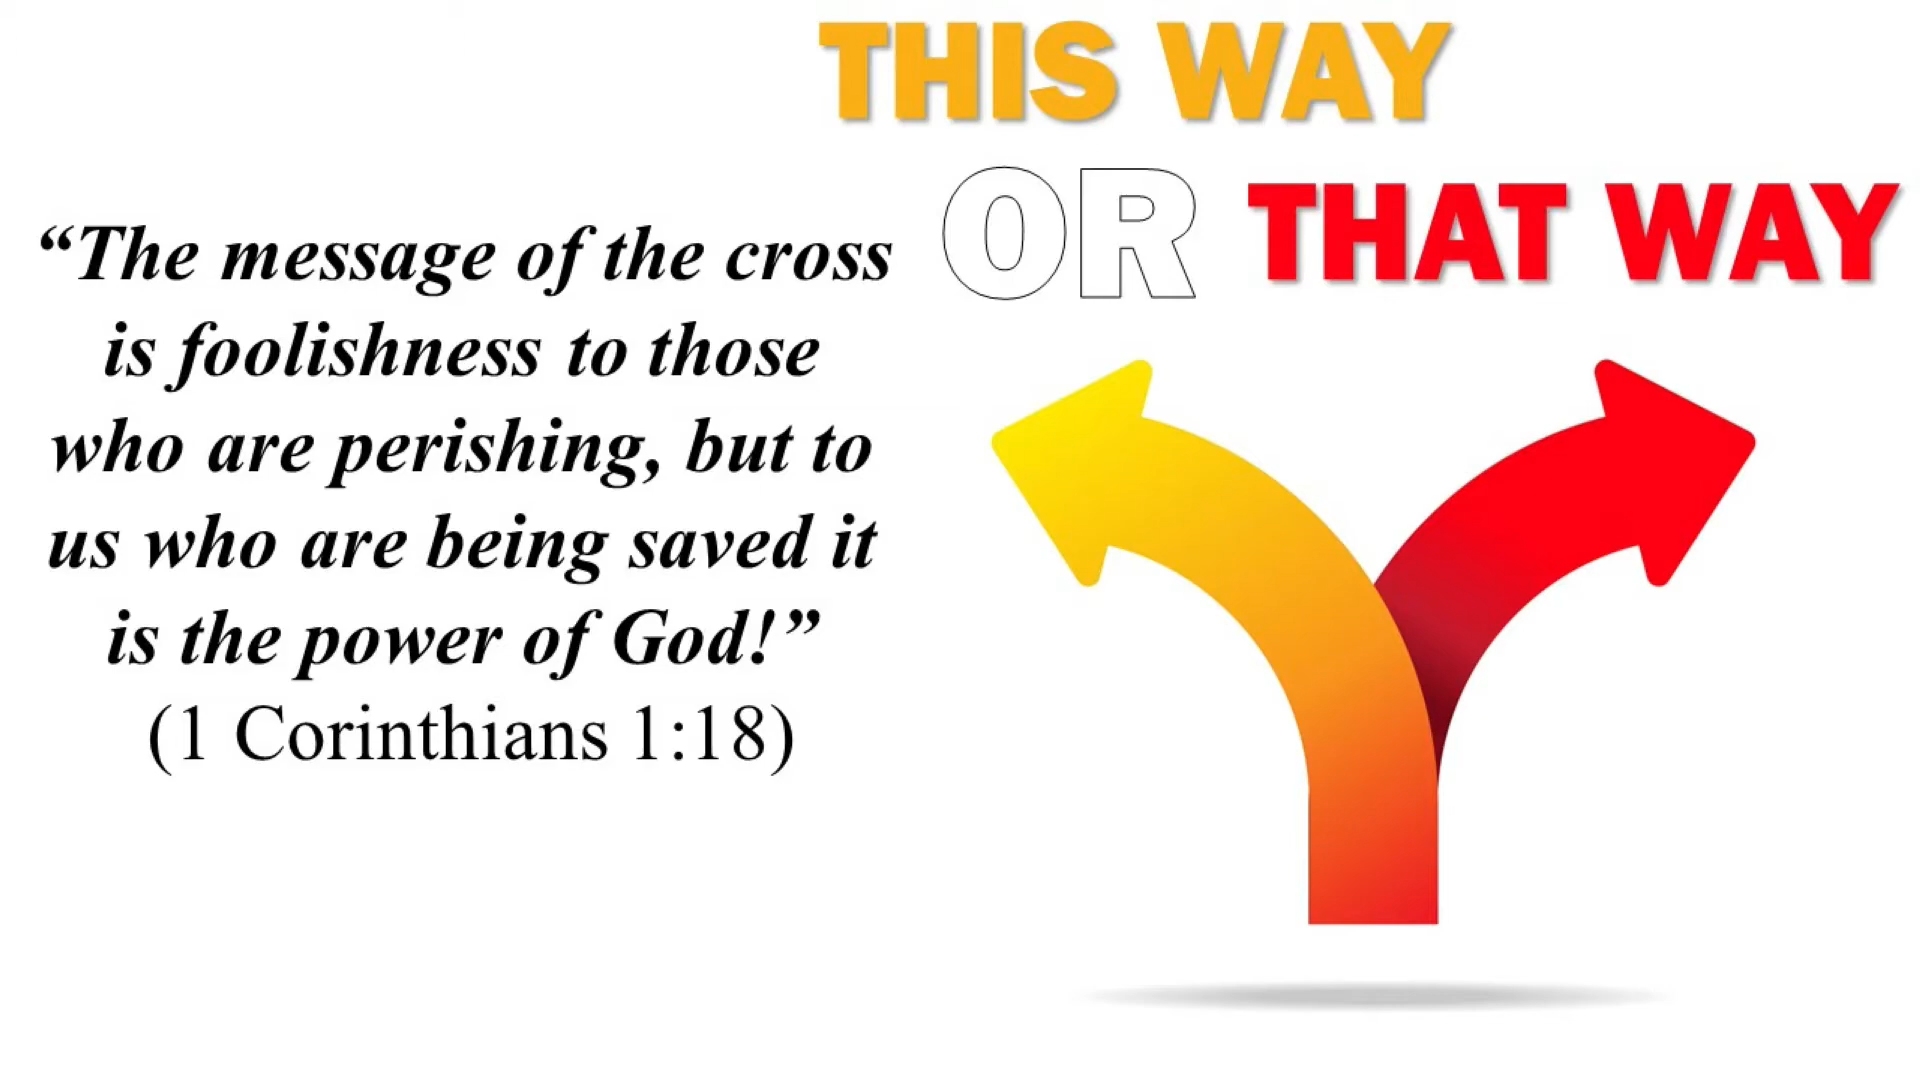 THIS WAY
OR THAT WAY
“The message of the cross
is foolishness to those
who are perishing, but to
us who are being saved it
is the power of God!”
(1 Corinthians 1:18)